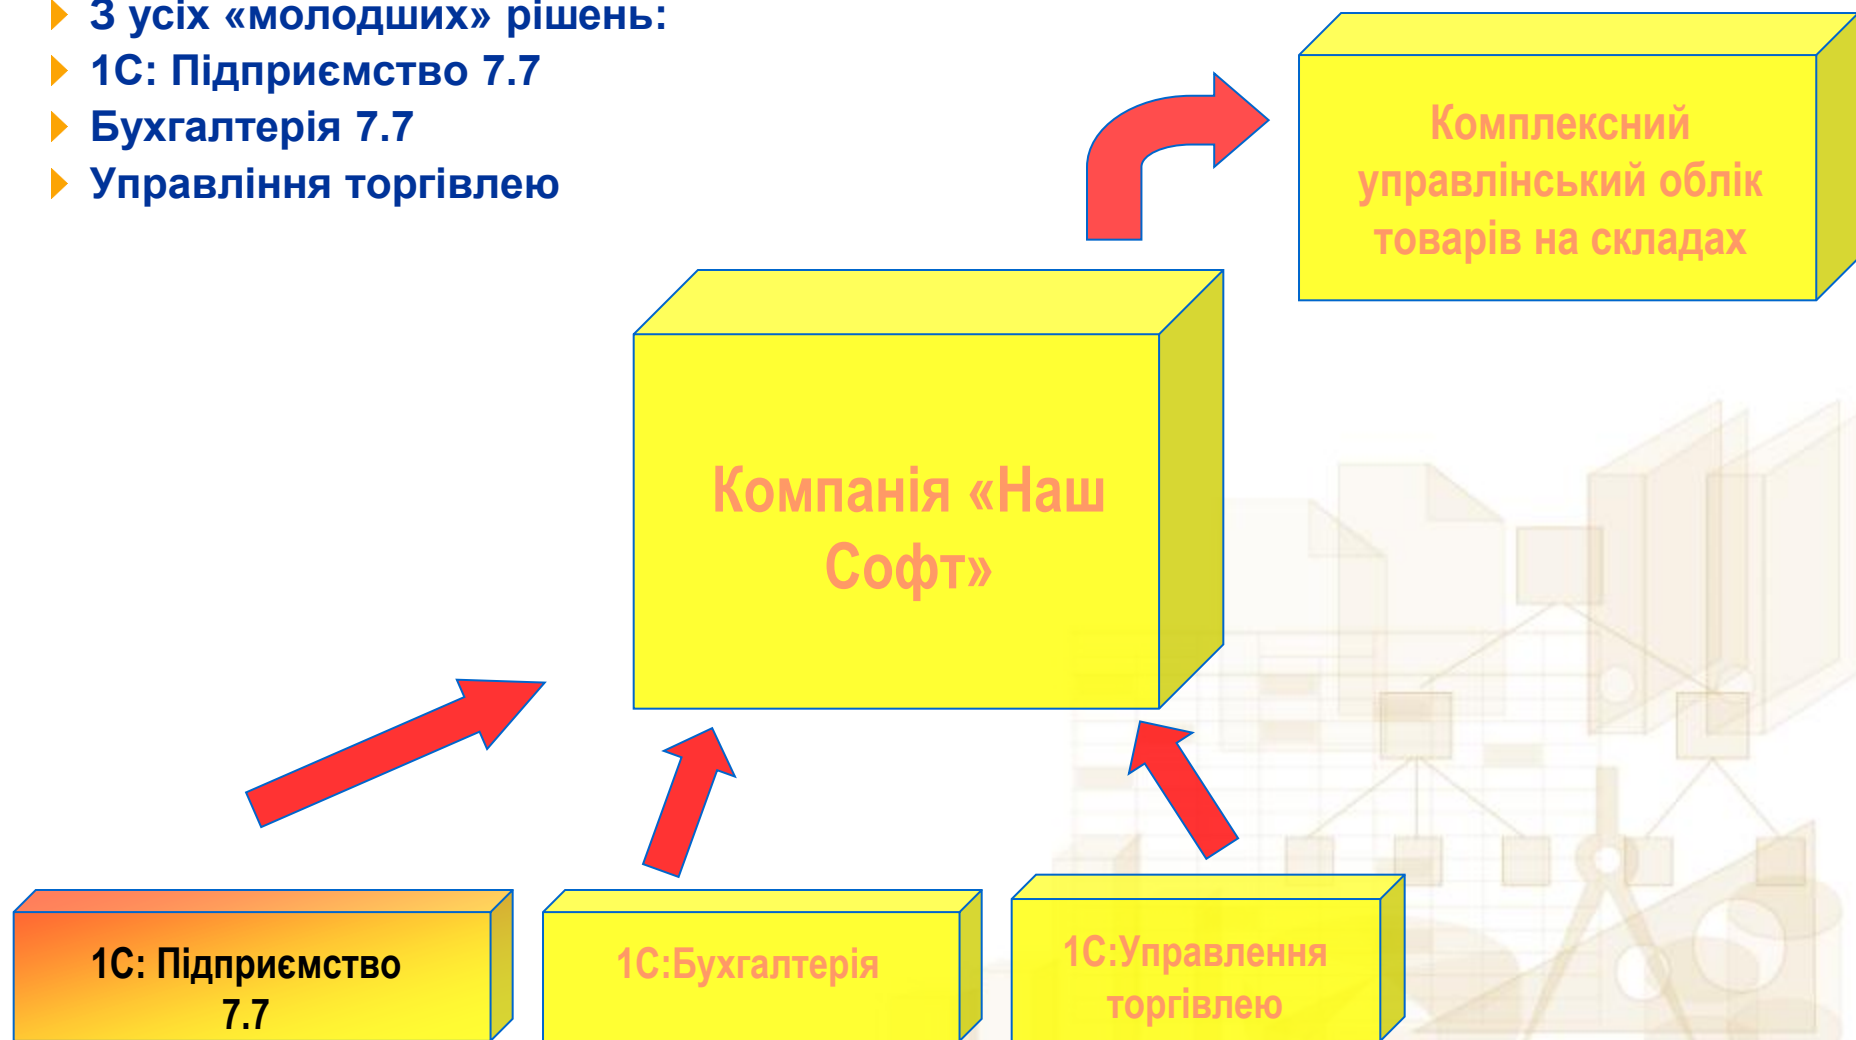 З усіх «молодших» рішень:
1С: Підприємство 7.7
Бухгалтерія 7.7
Управління торгівлею
Комплексний
управлінський облік
товарів на складах
Компанія «Наш
Софт»
1С: Підприємство
7.7
1С:Бухгалтерія
1С:Управлення
торгівлею